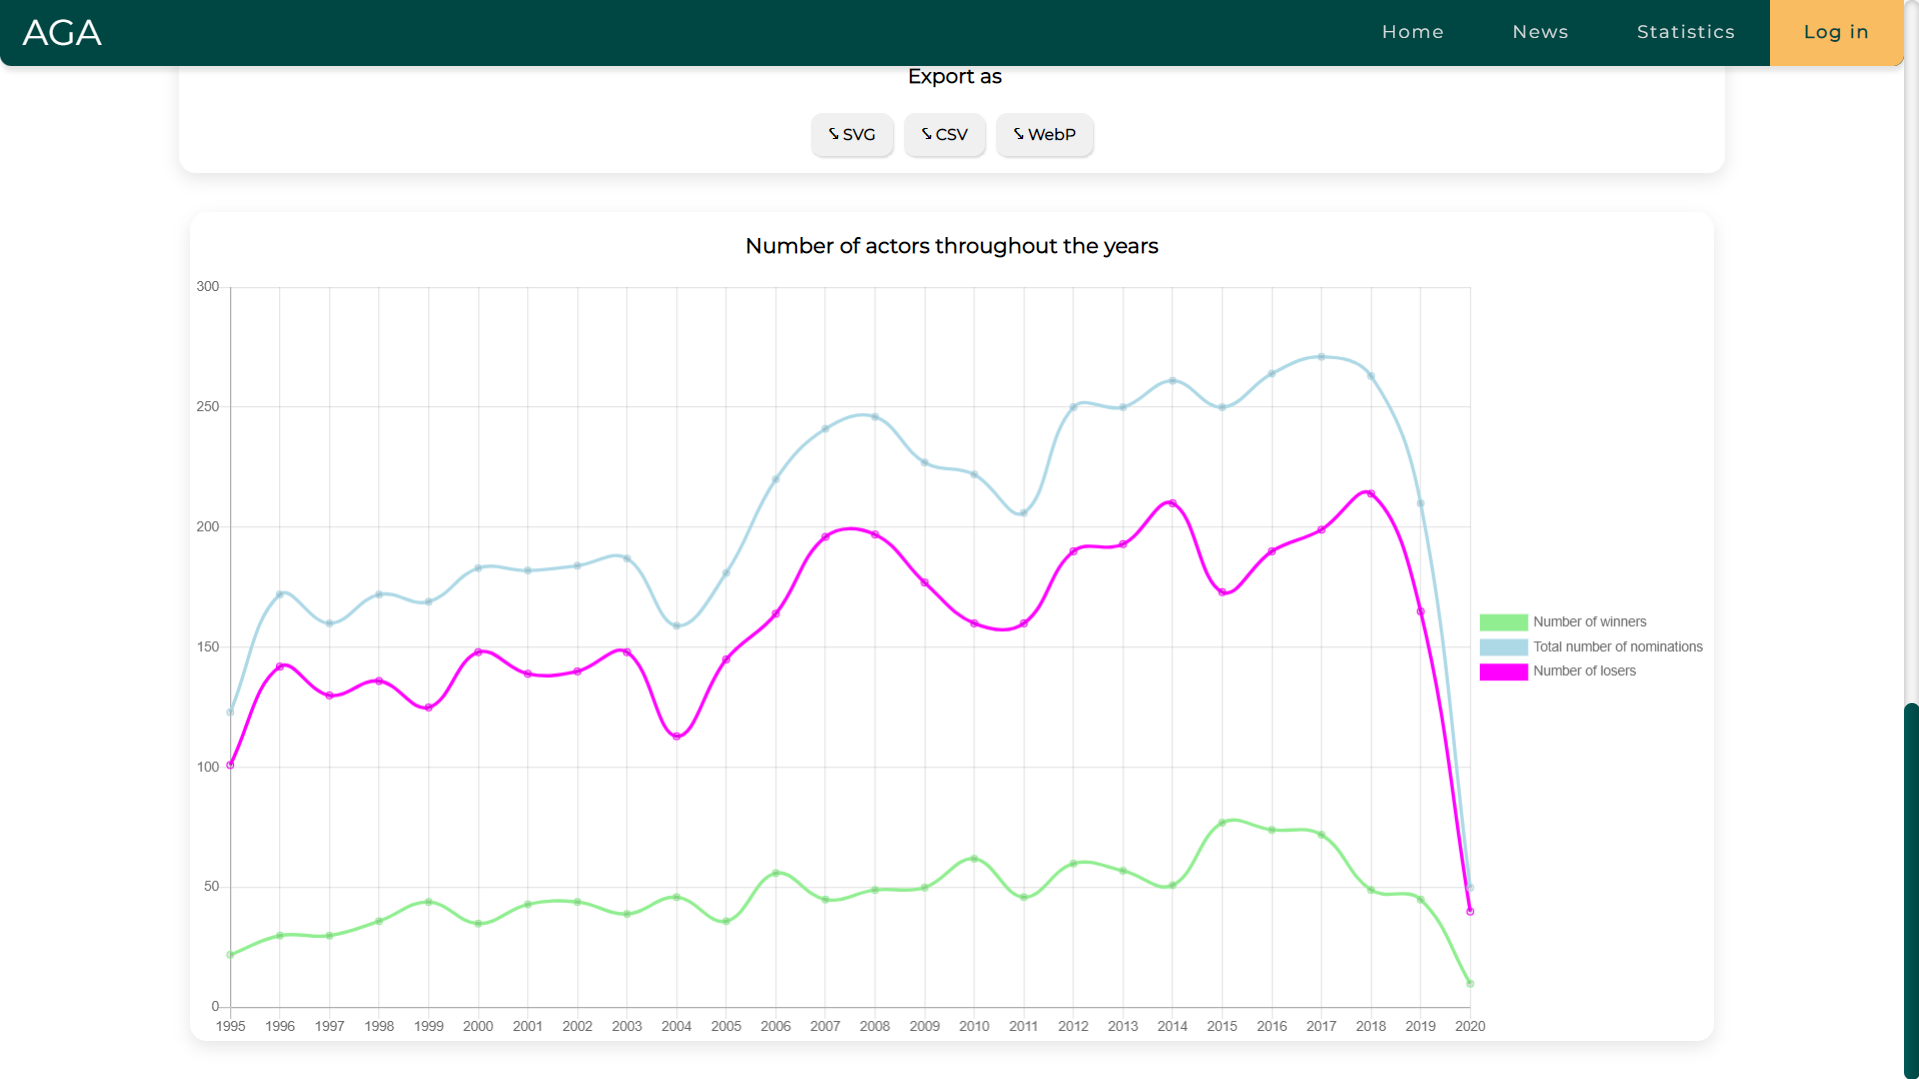 AGA
Home News Statistics Log in
Export as
SVG CSV WebP
Number of actors throughout the years
300
250
200
150
100
50
0
1995 1996 1997 1998 1999 2000 2001 2002 2003 2004 2005 2006 2007 2008 2009 2010 2011 2012 2013 2014 2015 2016 2017 2018 2019 2020
Number of winners
Total number of nominations
Number of losers